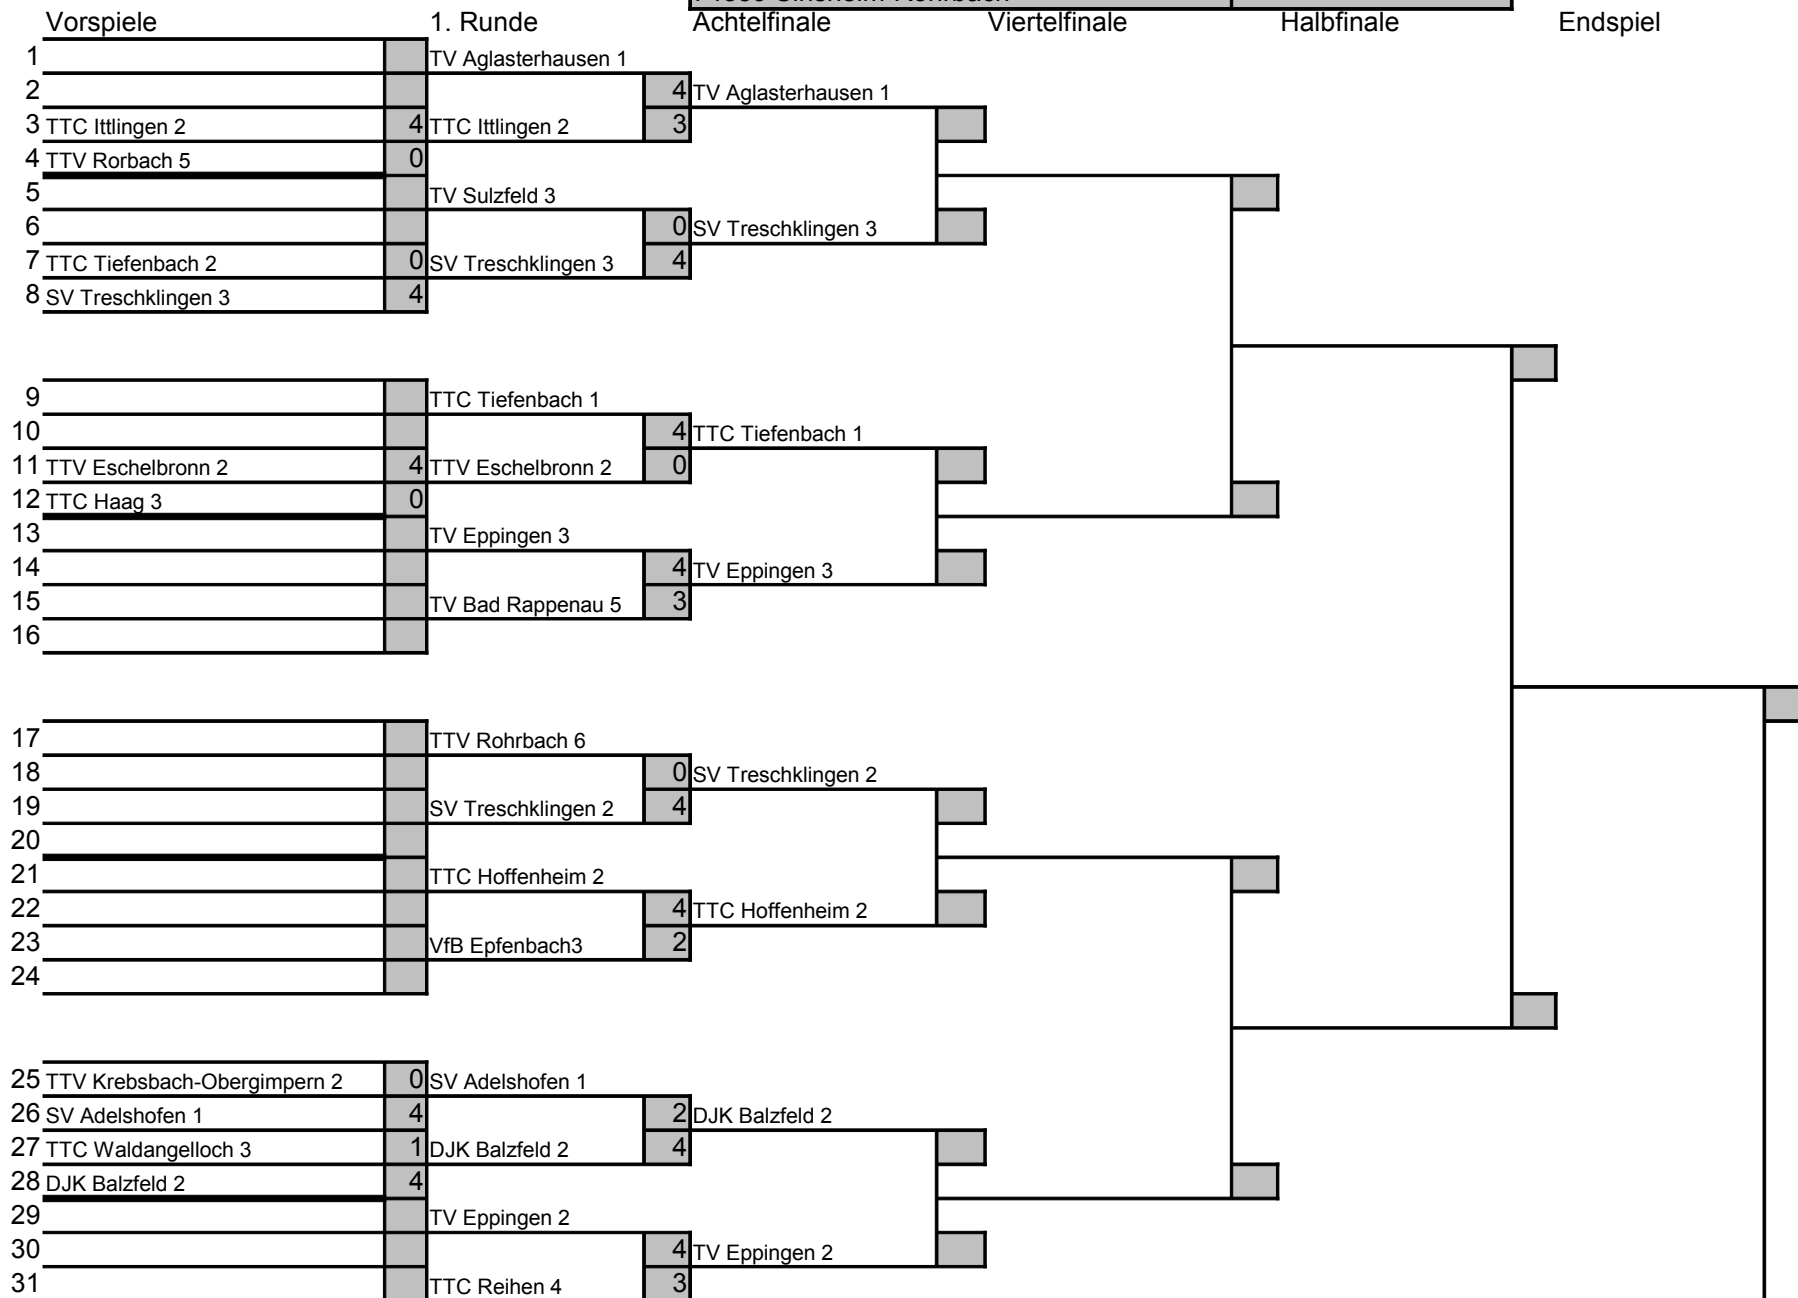 Vorspiele 1. Runde Achtelfinale Viertelfinale Halbfinale Endspiel
1 TV Aglasterhausen 1
2 4 TV Aglasterhausen 1
3 TTC Ittlingen 2 4 TTC Ittlingen 2 3
4 TTV Rorbach 5 0
5 TV Sulzfeld 3
6 0 SV Treschklingen 3
7 TTC Tiefenbach 2 0 SV Treschklingen 3 4
8 SV Treschklingen 3 4
9 TTC Tiefenbach 1
10 4 TTC Tiefenbach 1
11 TTV Eschelbronn 2 4 TTV Eschelbronn 2 0
12 TTC Haag 3 0
13 TV Eppingen 3
14 4 TV Eppingen 3
15 TV Bad Rappenau 5 3
16
17 TTV Rohrbach 6
18 0 SV Treschklingen 2
19 SV Treschklingen 2 4
20
21 TTC Hoffenheim 2
22 4 TTC Hoffenheim 2
23 VfB Epfenbach3 2
24
25 TTV Krebsbach-Obergimpern 2 0 SV Adelshofen 1
26 SV Adelshofen 1 4 2 DJK Balzfeld 2
27 TTC Waldangelloch 3 1 DJK Balzfeld 2 4
28 DJK Balzfeld 2 4
29 TV Eppingen 2
30 4 TV Eppingen 2
31 TTC Reihen 4 3